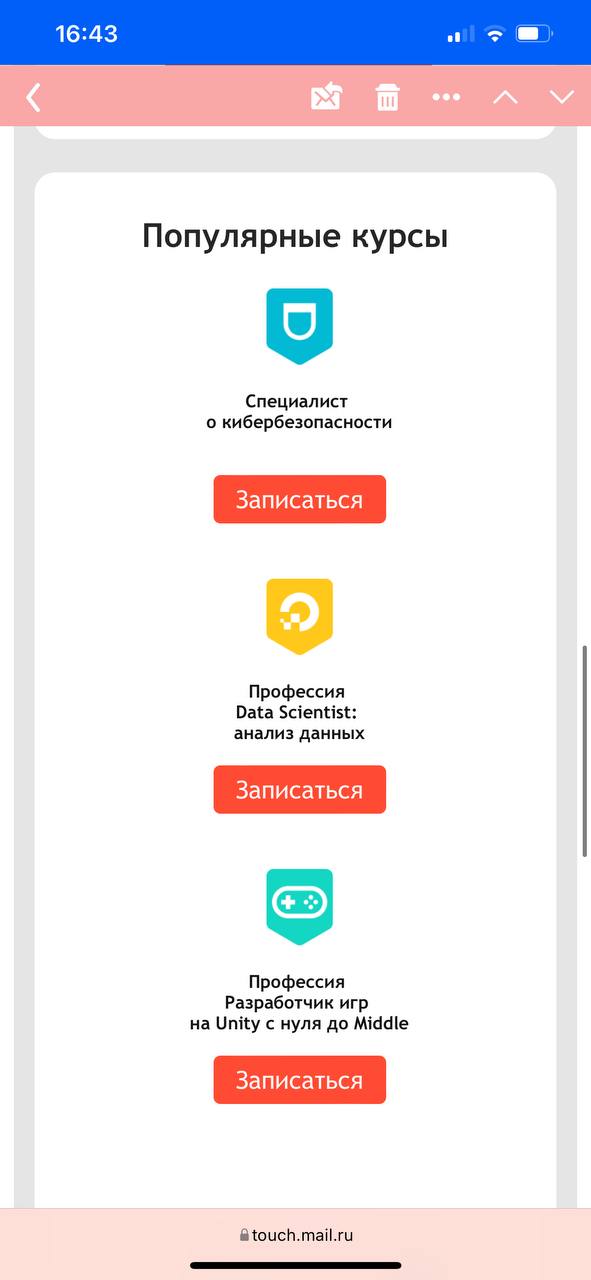 16:43
Популярные курсы
Специалист
о кибербезопасности
Записаться
Профессия
Data Scientist:
анализ данных
Записаться
Профессия
Разработчик игр
на Unity с нуля до Middle
Записаться
touch.mail.ru